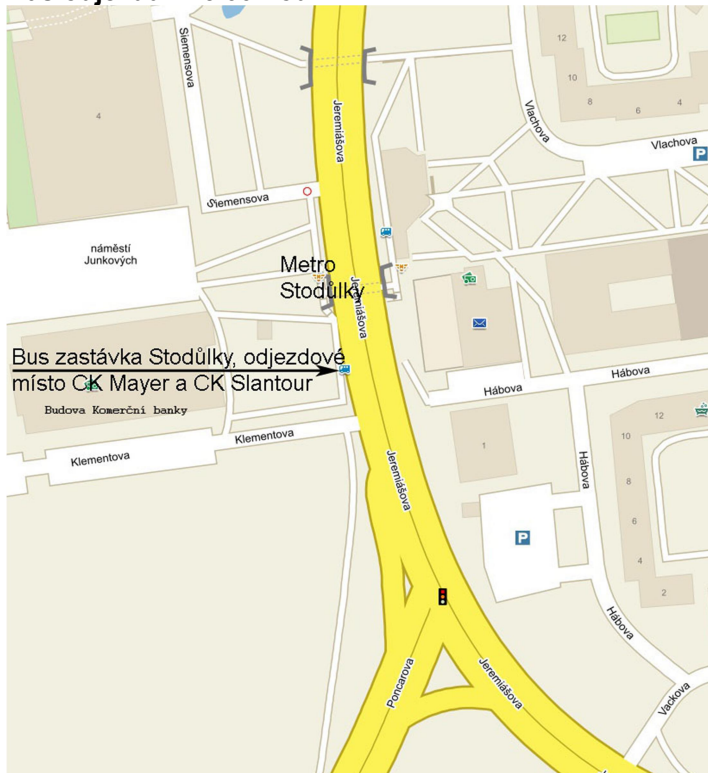 Siemensova
4
Jeremiášova
12
10
8
6
4
Vlachova
Vlachova
P
Siemensova
náměstí
Junkových
Metro
Stodůlky
Jeremiášova
Bus zastávka Stodůlky, odjezdové
místo CK Mayer a CK Slantour
Budova Komerční banky
Hábova
Hábova
Klementova
Klementova
1
12
10
8
6
4
2
Hábova
Jeremiášova
P
Hábova
Poncarova
Jeremiášova
Vackova